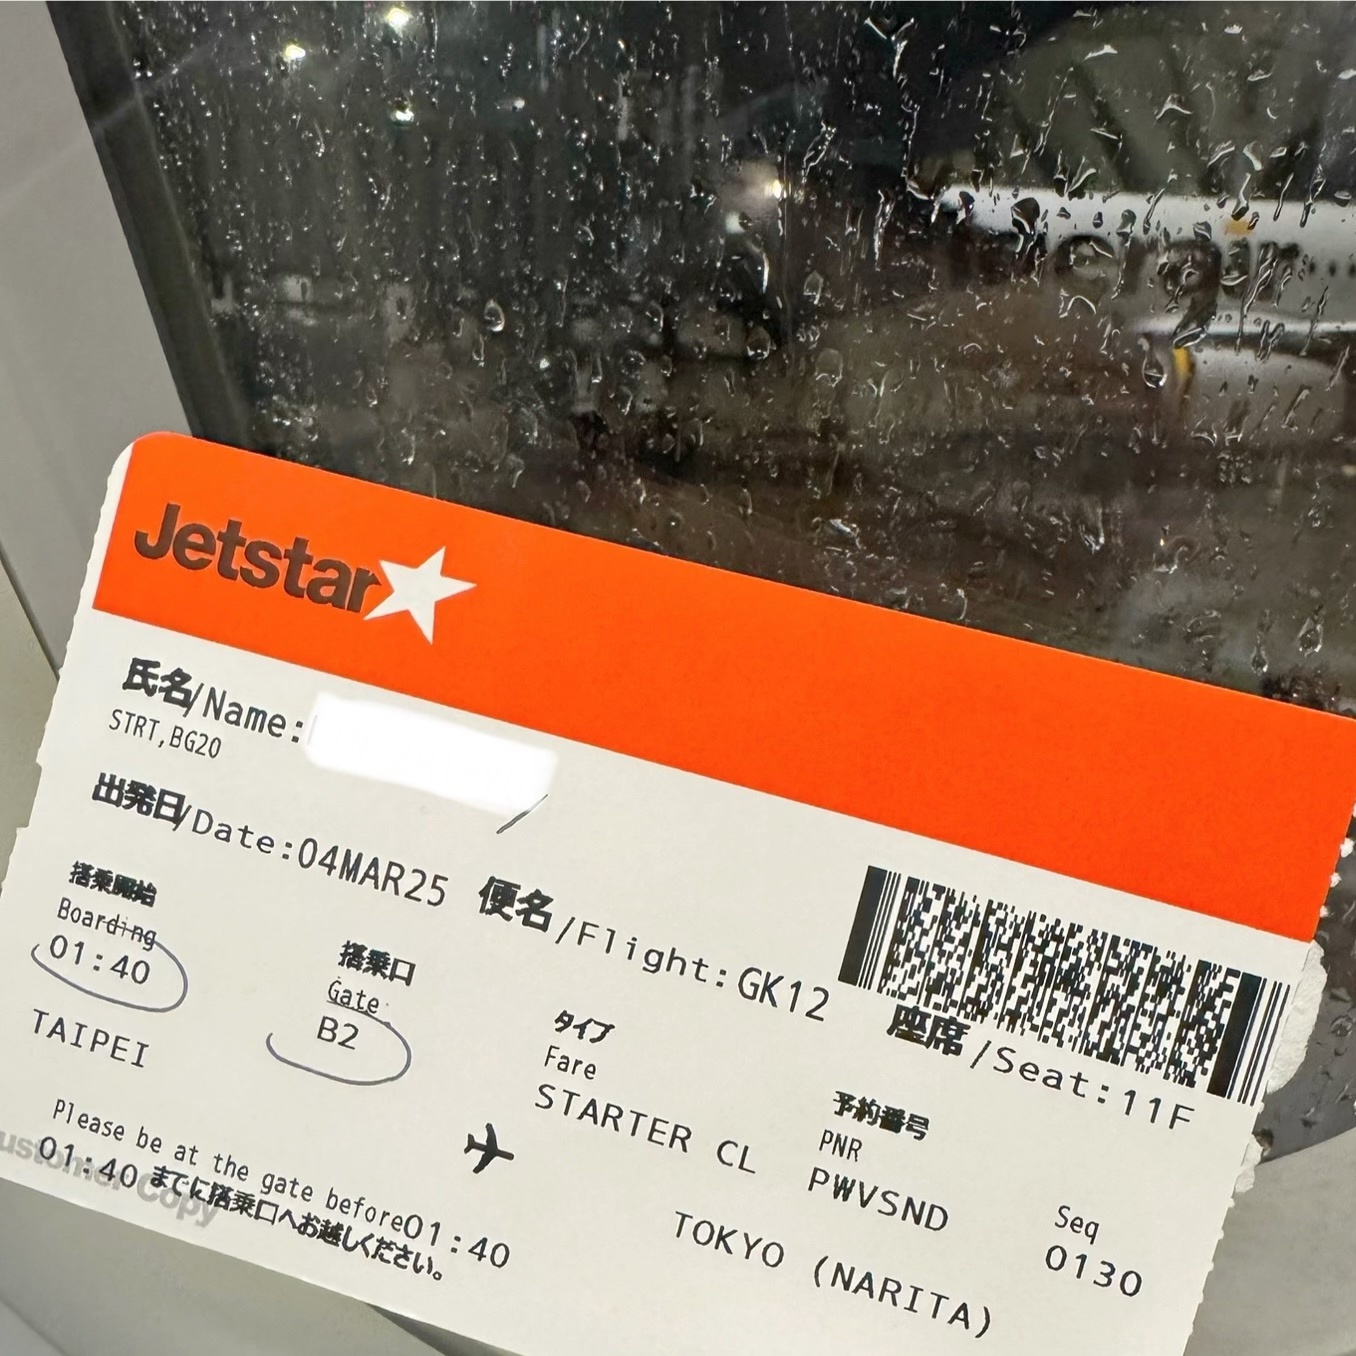 Jetstar
氏名/Name:
STRT,BG20
出発日/Date:04MAR25 便名/Flight:GK12 座席/Seat:11F
搭乗開始
Boarding
01:40
搭乗口
Gate
B2
タイプ
Fare
STARTER CL
予約番号
PNR
PWVSND
Seq
0130
TAIPEI
TOKYO (NARITA)
Please be at the gate before01:40
01:40 までに搭乗口へお越しください。
Customer Copy